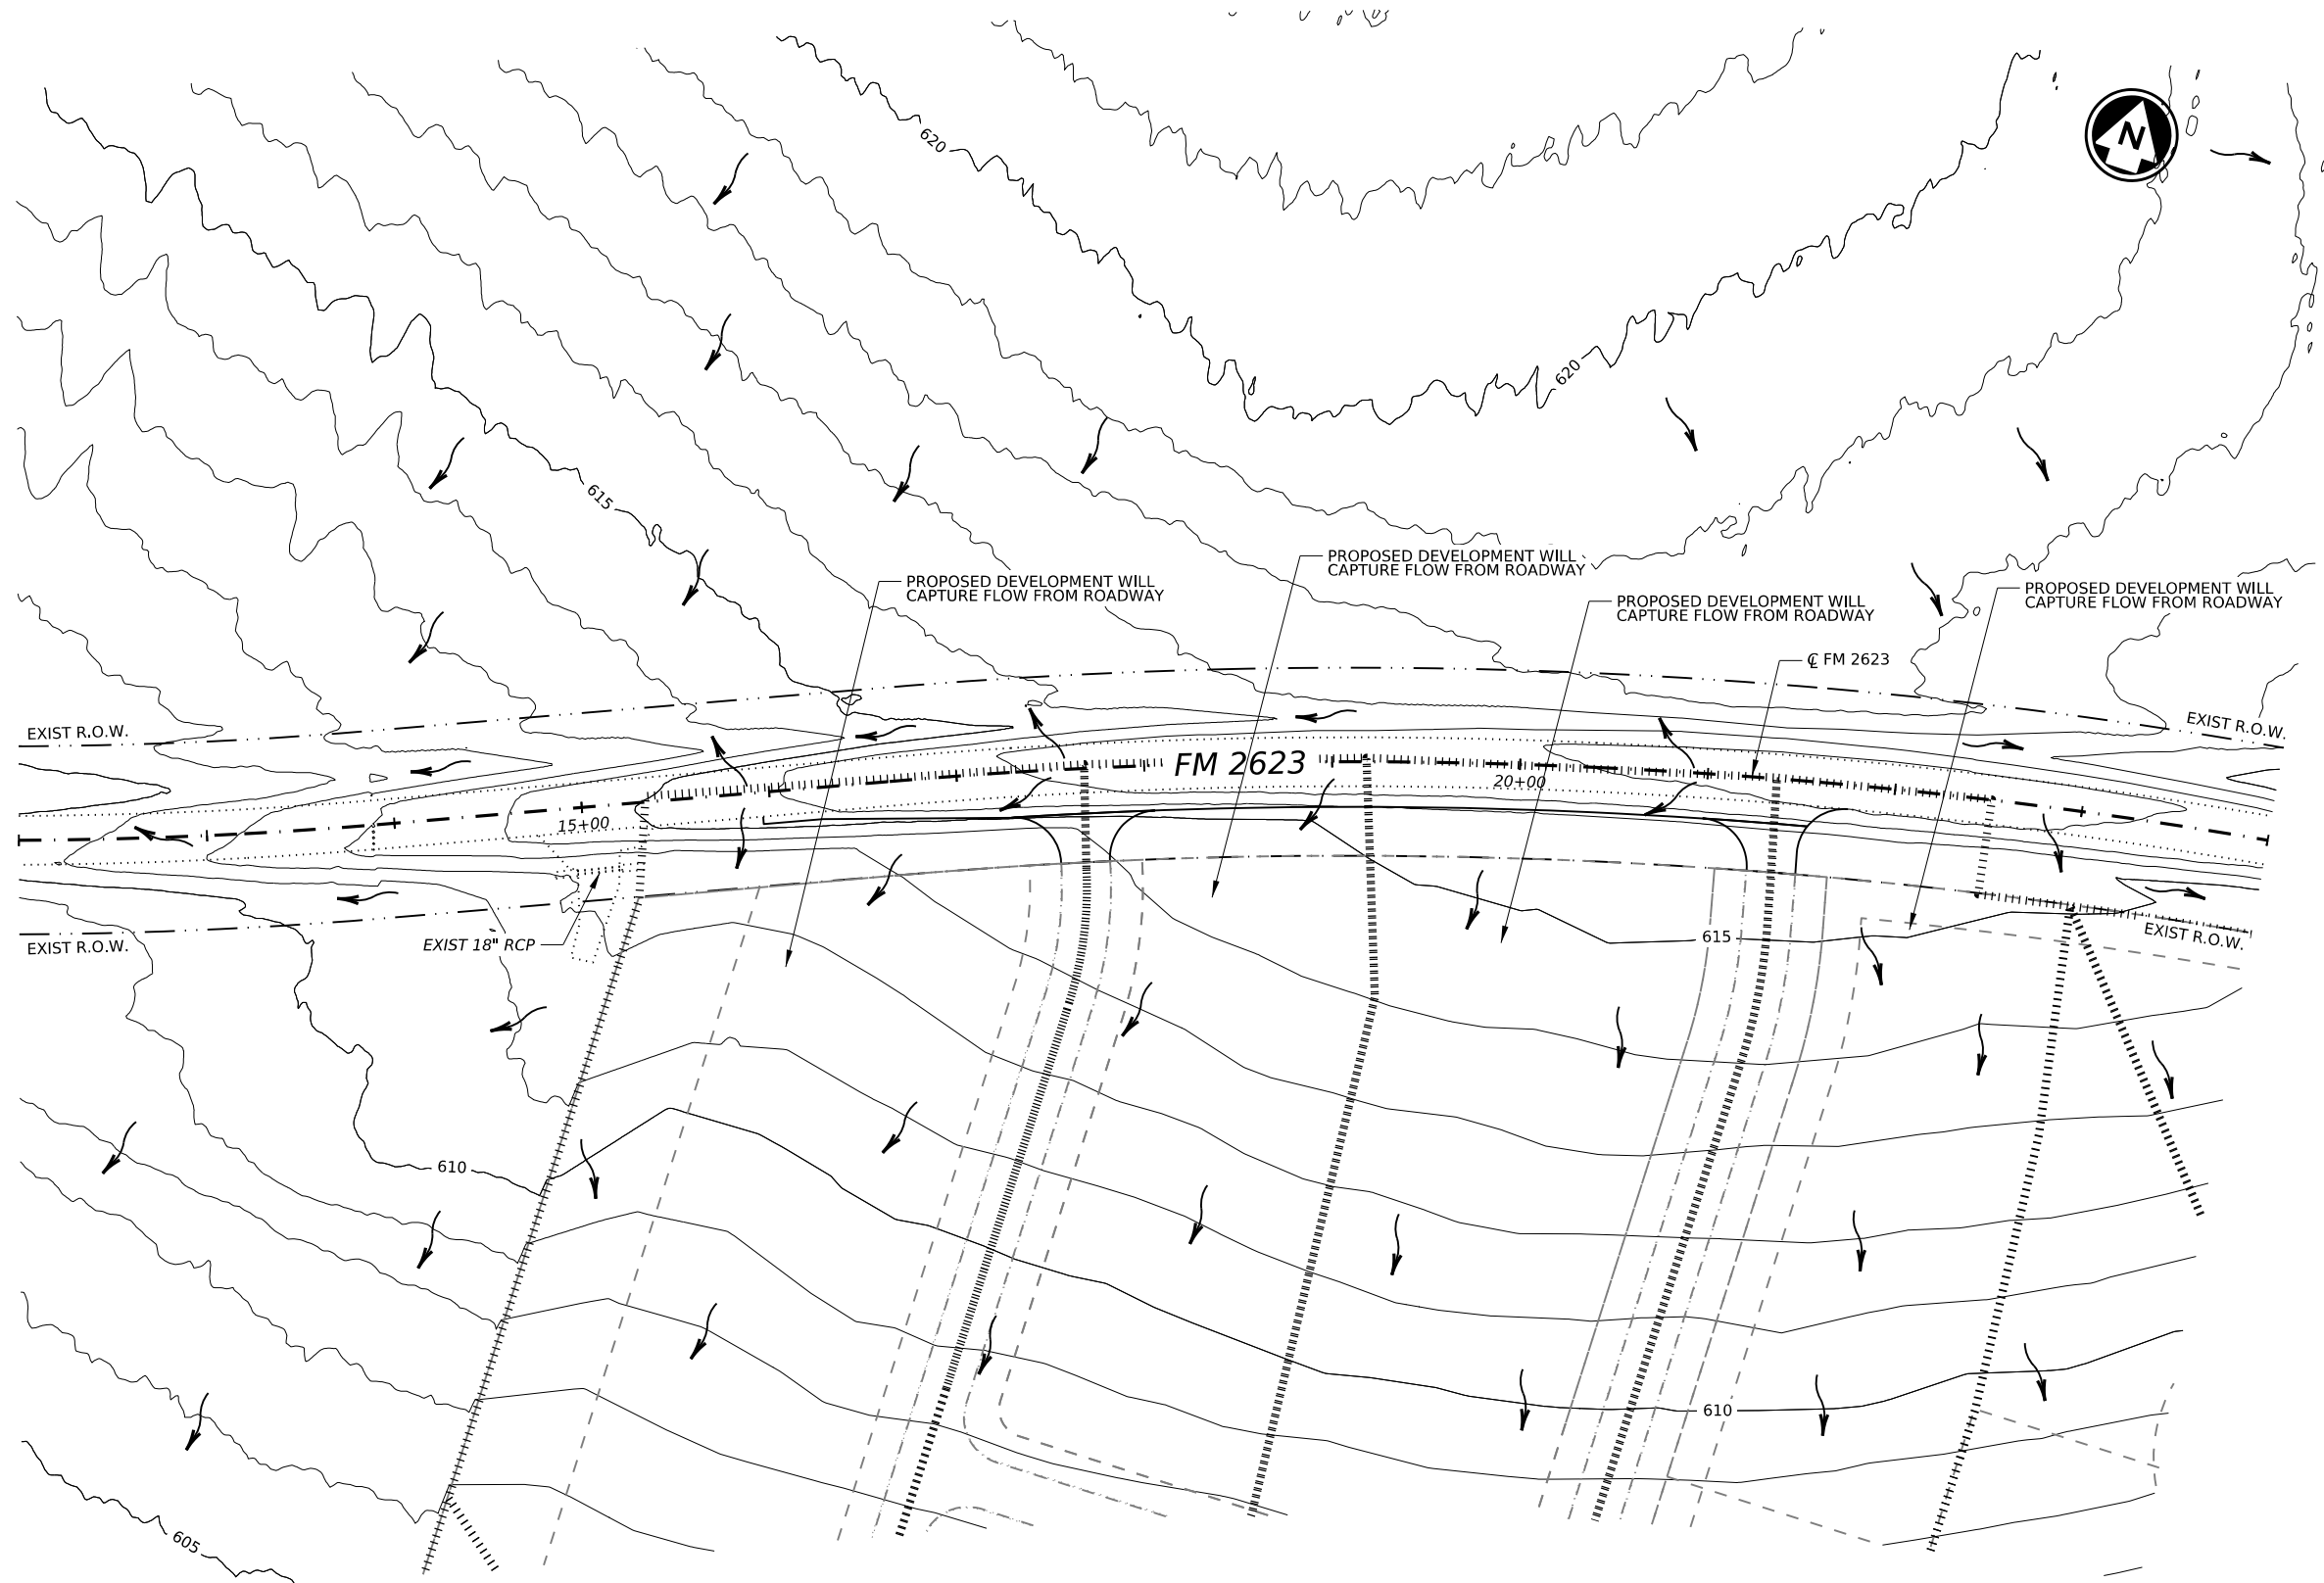 620
N
620
615
PROPOSED DEVELOPMENT WILL
CAPTURE FLOW FROM ROADWAY
PROPOSED DEVELOPMENT WILL
CAPTURE FLOW FROM ROADWAY
PROPOSED DEVELOPMENT WILL
CAPTURE FLOW FROM ROADWAY
PROPOSED DEVELOPMENT WILL
CAPTURE FLOW FROM ROADWAY
℄ FM 2623
EXIST R.O.W.
EXIST R.O.W.
FM 2623
20+00
15+00
EXIST R.O.W.
EXIST 18" RCP
615
EXIST R.O.W.
610
610
605